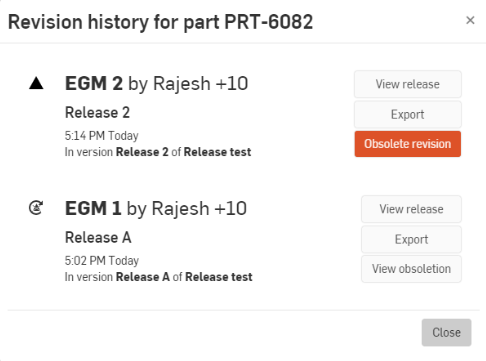 Revision history for part PRT-6082
×
EGM 2 by Rajesh +10
View release
Release 2
Export
5:14 PM Today
Obsolete revision
In version Release 2 of Release test
EGM 1 by Rajesh +10
View release
Release A
Export
5:02 PM Today
View obsoletion
In version Release A of Release test
Close